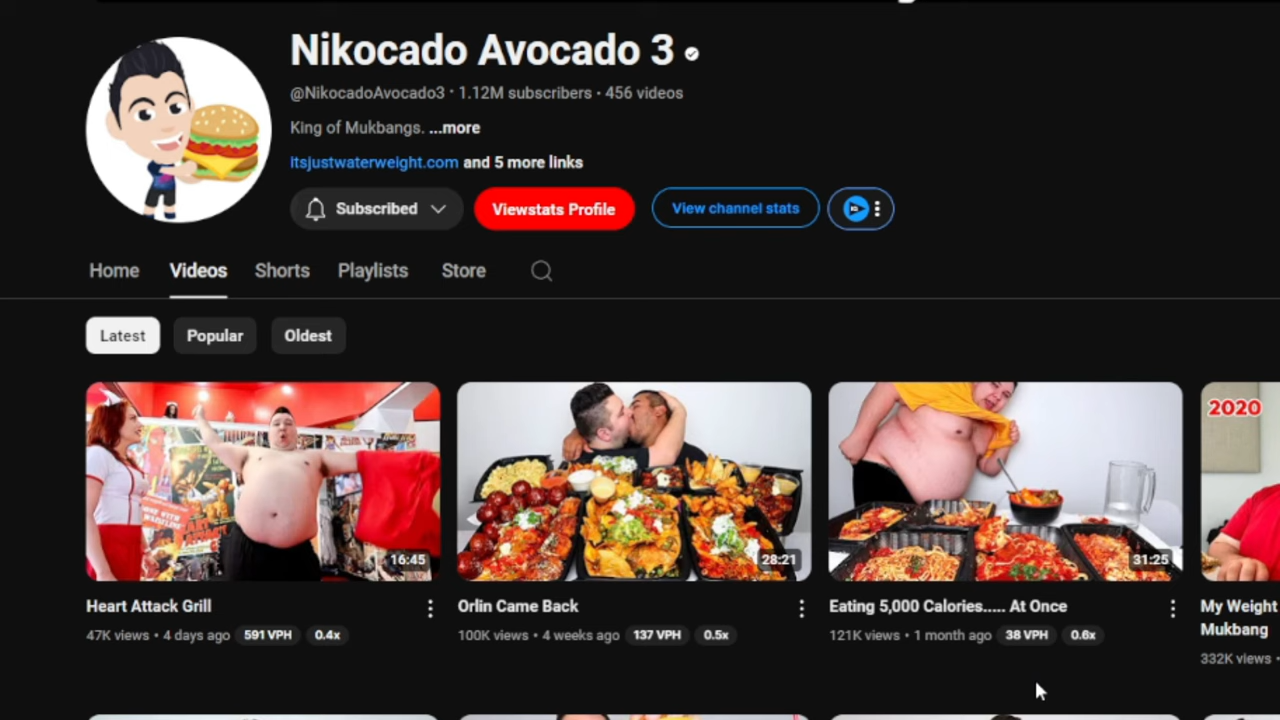 Nikocado Avocado 3
@NikocadoAvocado3 · 1.12M subscribers · 456 videos
King of Mukbangs. ...more
itsjustwaterweight.com and 5 more links
Subscribed
Viewstats Profile
View channel stats
Home Videos Shorts Playlists Store
Latest Popular Oldest
16:45
28:21
31:25
2020
Heart Attack Grill
47K views · 4 days ago 591 VPH 0.4x
Orlin Came Back
100K views · 4 weeks ago 137 VPH 0.5x
Eating 5,000 Calories..... At Once
121K views · 1 month ago 38 VPH 0.6x
My Weight
Mukbang
332K views ·